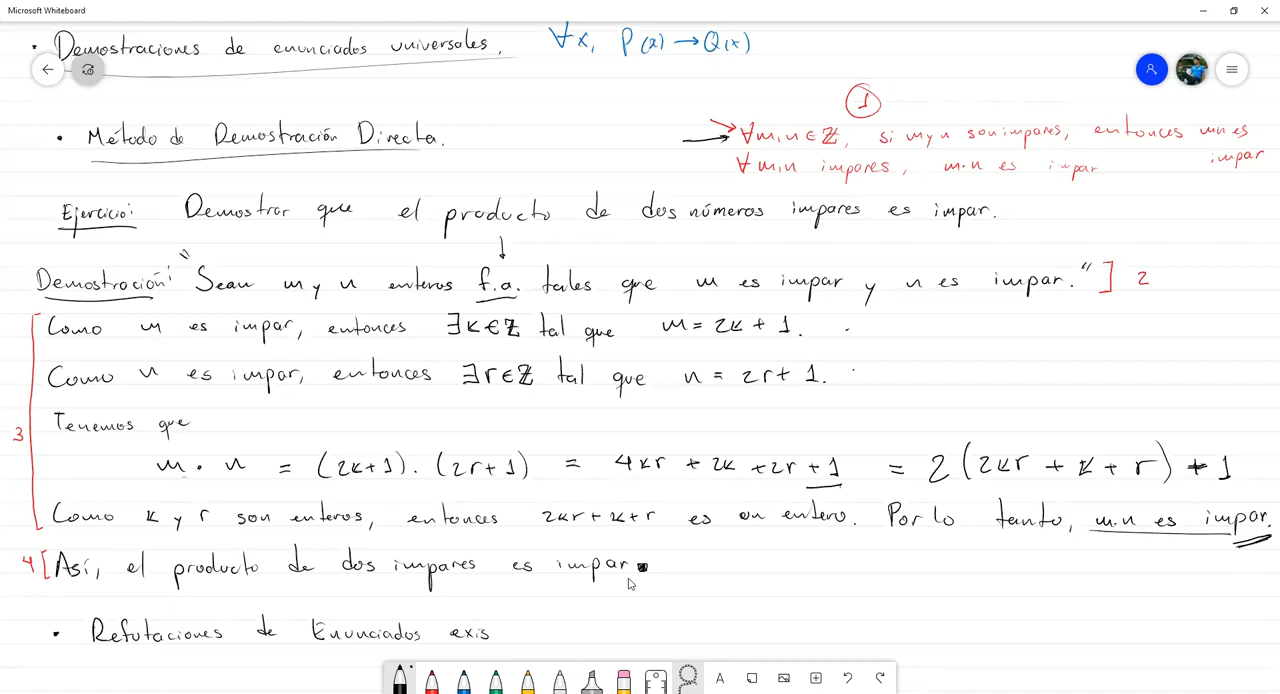 Microsoft Whiteboard
• Demostraciones de enunciados universales. ∀x, P(x) → Q(x)
1
• Método de Demostración Directa.
∀m,n ∈ ℤ, si m y n son impares, entonces mn es impar
∀m,n impares, m·n es impar
Ejercicio: Demostrar que el producto de dos números impares es impar.
Demostración: "Sean m y n enteros f.a. tales que m es impar y n es impar." ] 2
Como m es impar, entonces ∃k∈ℤ tal que m = 2k + 1.
Como n es impar, entonces ∃r∈ℤ tal que n = 2r + 1.
3
Tenemos que
m · n = (2k+1) · (2r+1) = 4kr + 2k + 2r + 1 = 2(2kr + k + r) + 1
Como k y r son enteros, entonces 2kr + k + r es un entero. Por lo tanto, m·n es impar.
4 [ Así, el producto de dos impares es impar ■
• Refutaciones de Enunciados exis
A